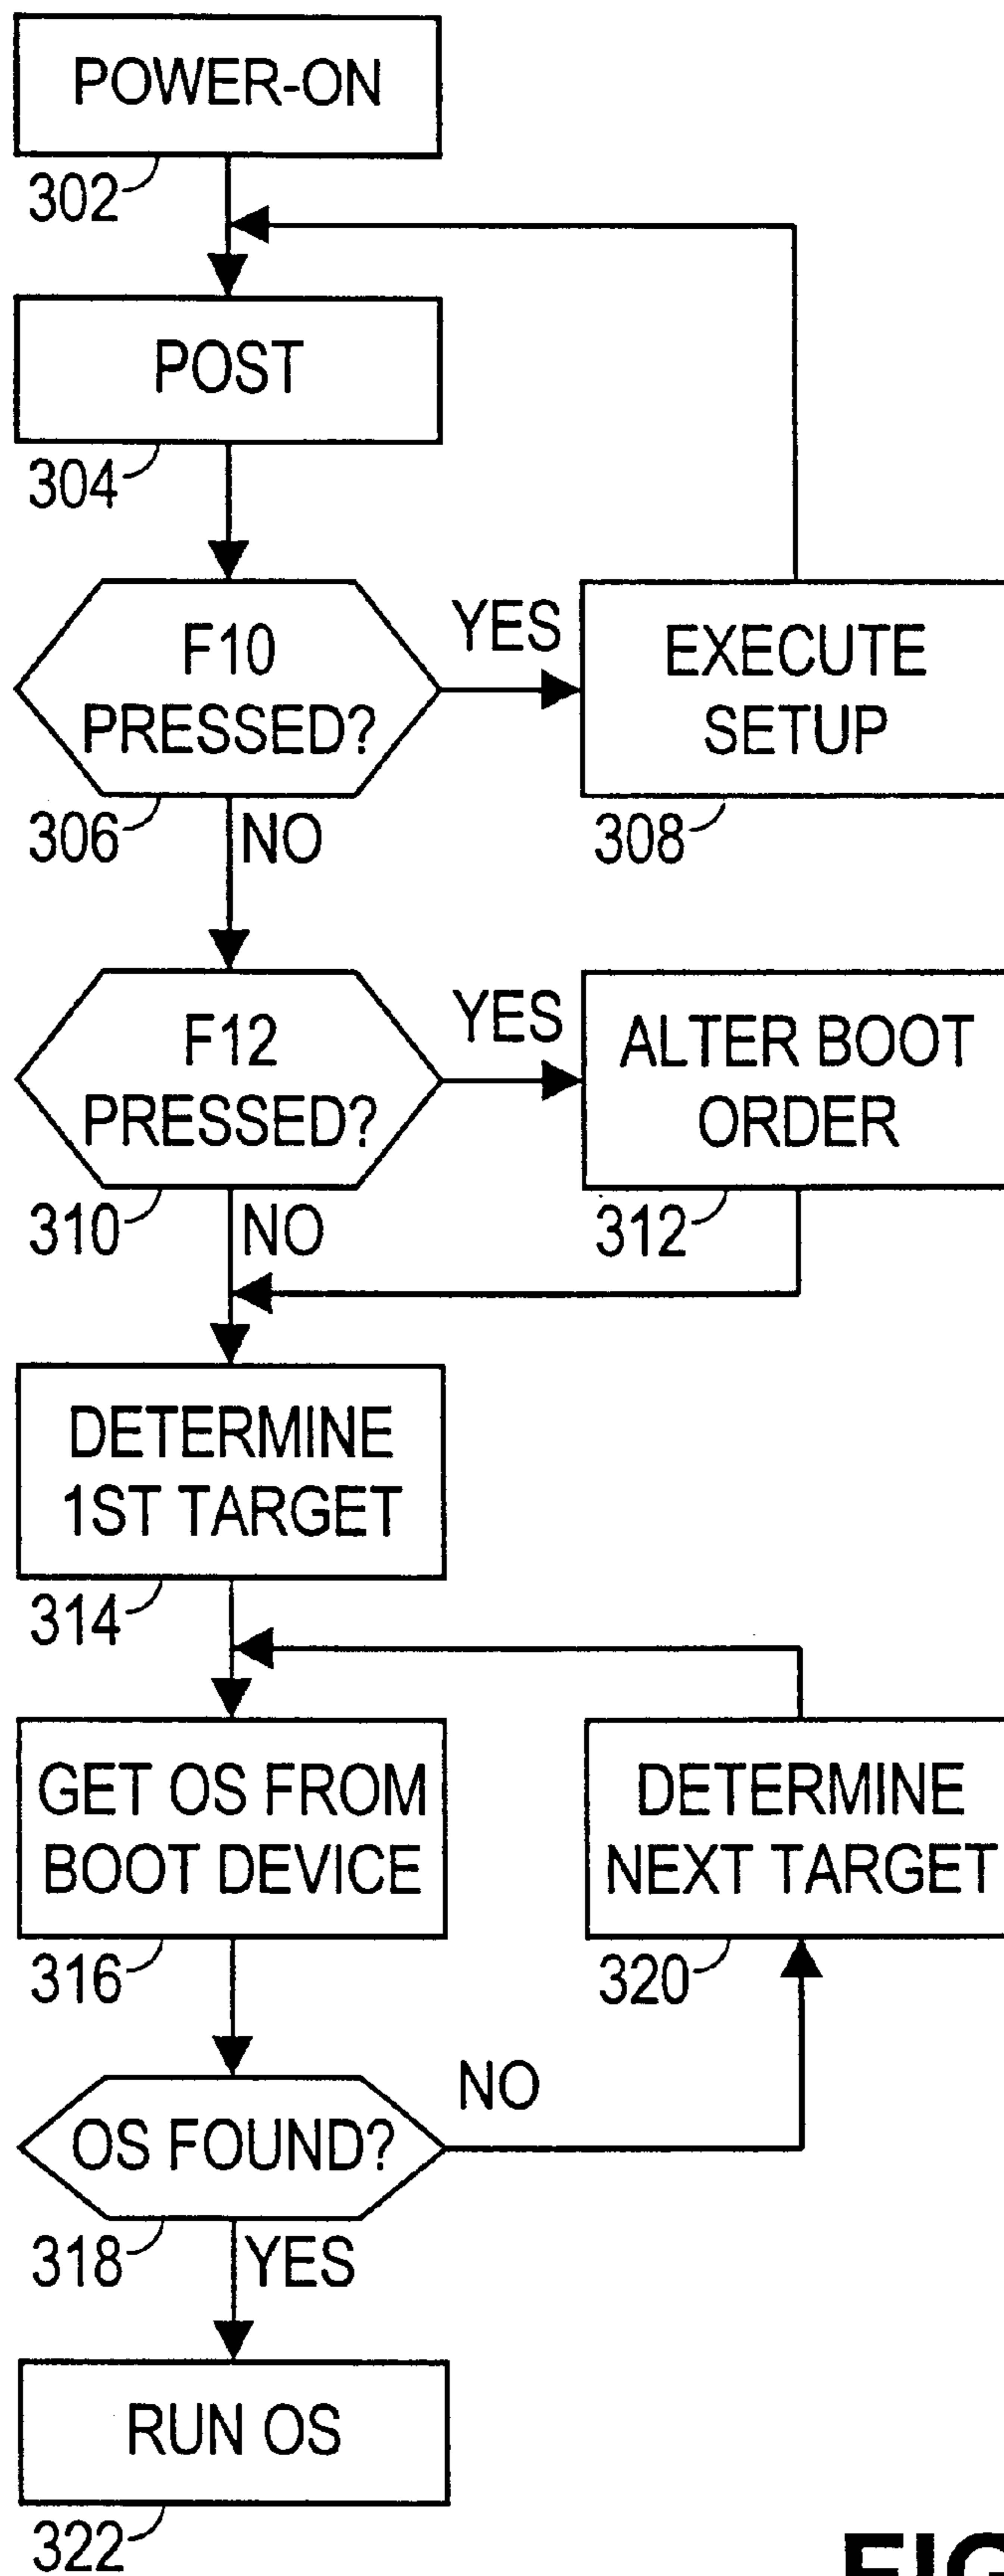 POWER-ON
302
POST
304
F10
PRESSED?
306
YES
NO
EXECUTE
SETUP
308
F12
PRESSED?
310
YES
NO
ALTER BOOT
ORDER
312
DETERMINE
1ST TARGET
314
GET OS FROM
BOOT DEVICE
316
DETERMINE
NEXT TARGET
320
OS FOUND?
318
NO
YES
RUN OS
322
FIG